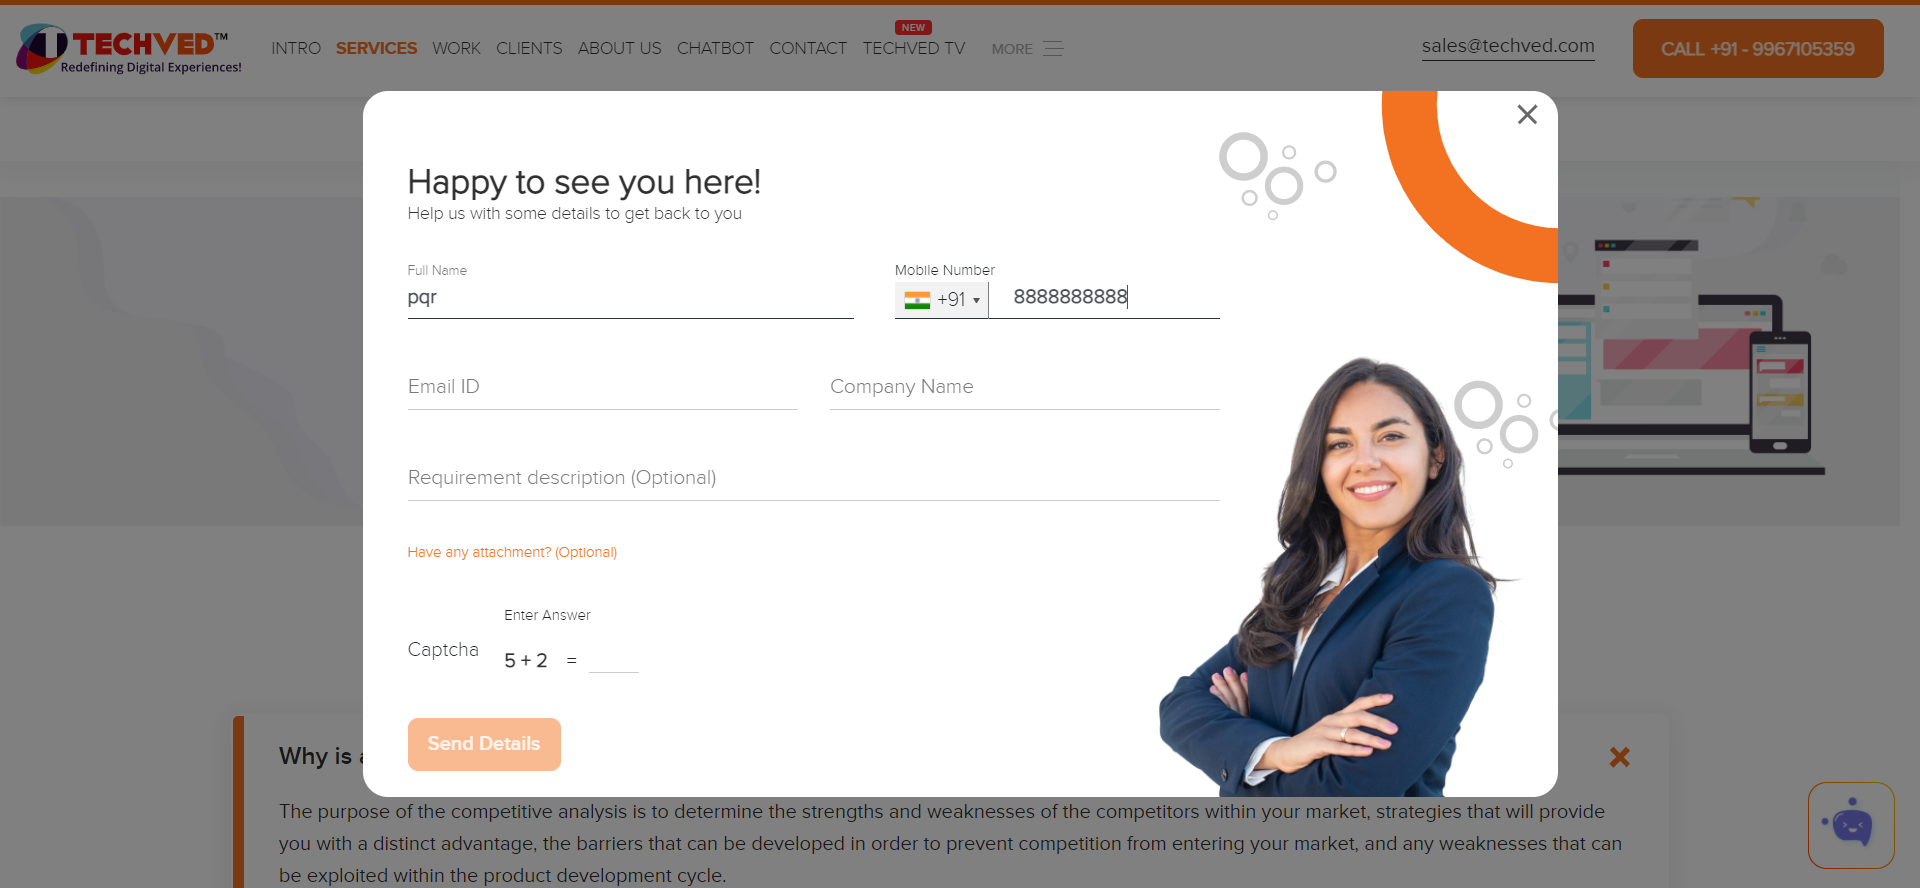 TECHVED™
Redefining Digital Experiences!
INTRO SERVICES WORK CLIENTS ABOUT US CHATBOT CONTACT TECHVED TV NEW MORE
sales@techved.com
CALL +91 - 9967105359
Happy to see you here!
Help us with some details to get back to you
Full Name
pqr
Mobile Number
+91 8888888888
Email ID
Company Name
Requirement description (Optional)
Have any attachment? (Optional)
Enter Answer
Captcha 5 + 2 =
Send Details
Why is
The purpose of the competitive analysis is to determine the strengths and weaknesses of the competitors within your market, strategies that will provide
you with a distinct advantage, the barriers that can be developed in order to prevent competition from entering your market, and any weaknesses that can
be exploited within the product development cycle.